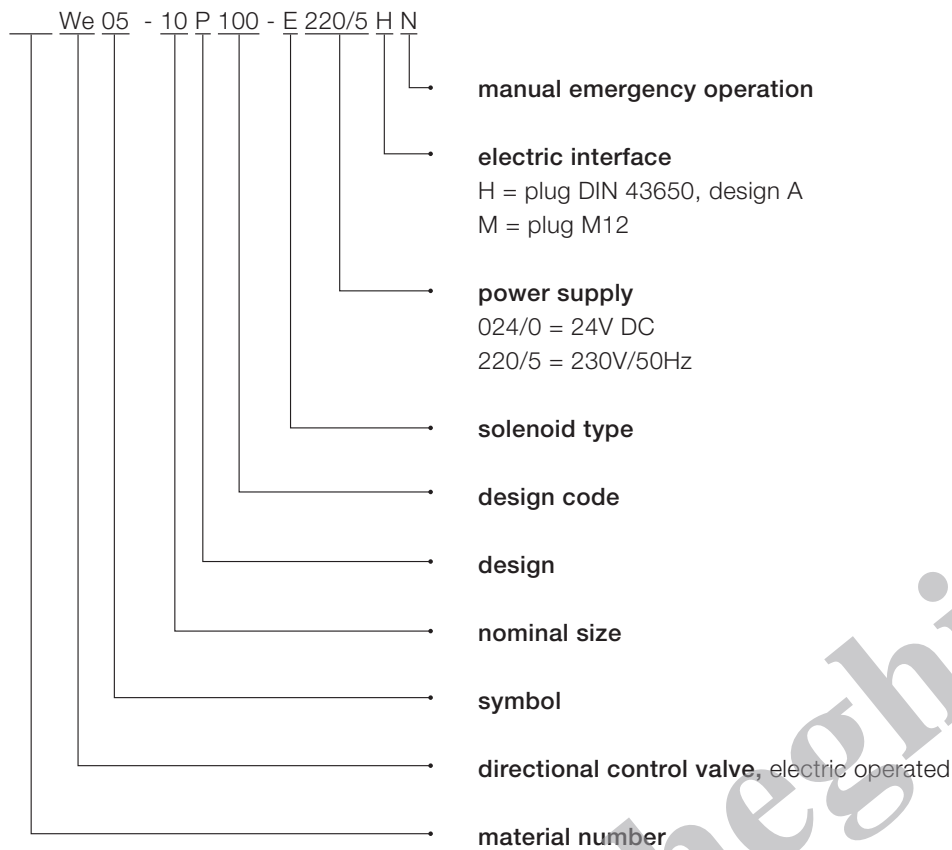 We 05 - 10 P 100 - E 220/5 H N
manual emergency operation
electric interface
H = plug DIN 43650, design A
M = plug M12
power supply
024/0 = 24V DC
220/5 = 230V/50Hz
solenoid type
design code
design
nominal size
symbol
directional control valve, electric operated
material number